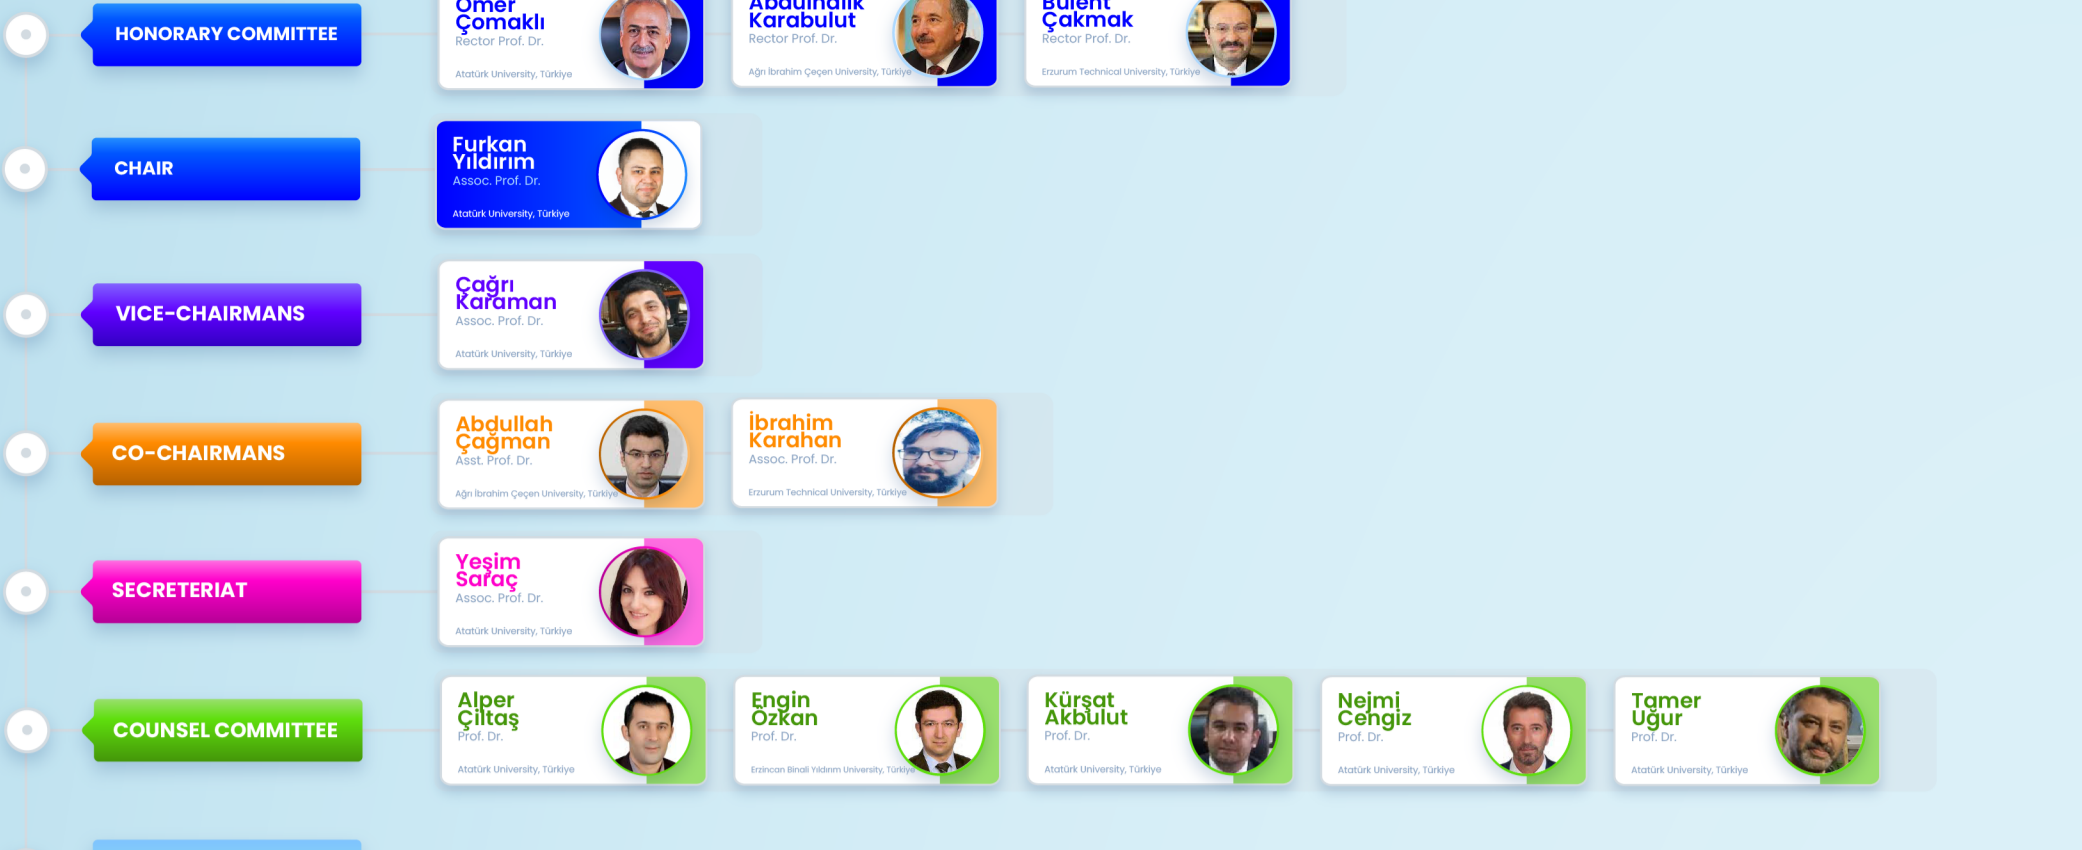 HONORARY COMMITTEE
Ömer
Çomaklı
Rector Prof. Dr.
Atatürk University, Türkiye
Abdulhalik
Karabulut
Rector Prof. Dr.
Ağrı İbrahim Çeçen University, Türkiye
Bülent
Çakmak
Rector Prof. Dr.
Erzurum Technical University, Türkiye
CHAIR
Furkan
Yıldırım
Assoc. Prof. Dr.
Atatürk University, Türkiye
VICE-CHAIRMANS
Çağrı
Karaman
Assoc. Prof. Dr.
Atatürk University, Türkiye
CO-CHAIRMANS
Abdullah
Çağman
Asst. Prof. Dr.
Ağrı İbrahim Çeçen University, Türkiye
İbrahim
Karahan
Assoc. Prof. Dr.
Erzurum Technical University, Türkiye
SECRETERIAT
Yeşim
Saraç
Assoc. Prof. Dr.
Atatürk University, Türkiye
COUNSEL COMMITTEE
Alper
Çiltaş
Prof. Dr.
Atatürk University, Türkiye
Engin
Özkan
Prof. Dr.
Erzincan Binali Yıldırım University, Türkiye
Kürşat
Akbulut
Prof. Dr.
Atatürk University, Türkiye
Nejmi
Cengiz
Prof. Dr.
Atatürk University, Türkiye
Tamer
Uğur
Prof. Dr.
Atatürk University, Türkiye